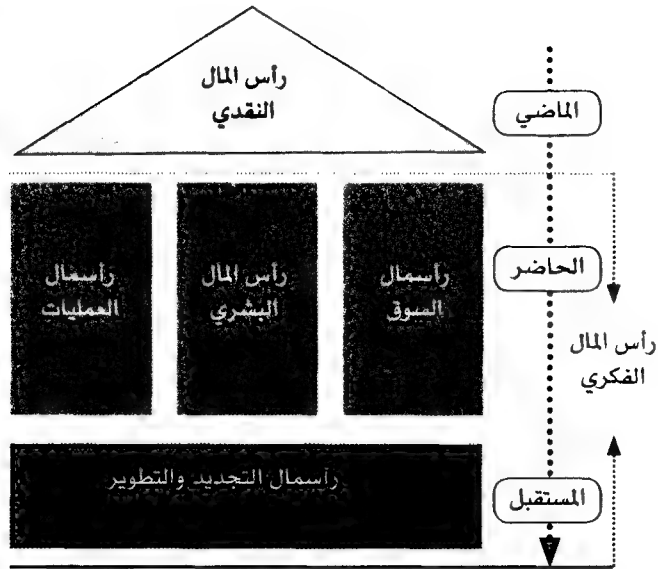 رأس المال
النقدي
الماضي
رأسمال
السوق
رأس المال
البشري
رأسمال
العمليات
الحاضر
رأس المال
الفكري
رأسمال التجديد والتطوير
المستقبل